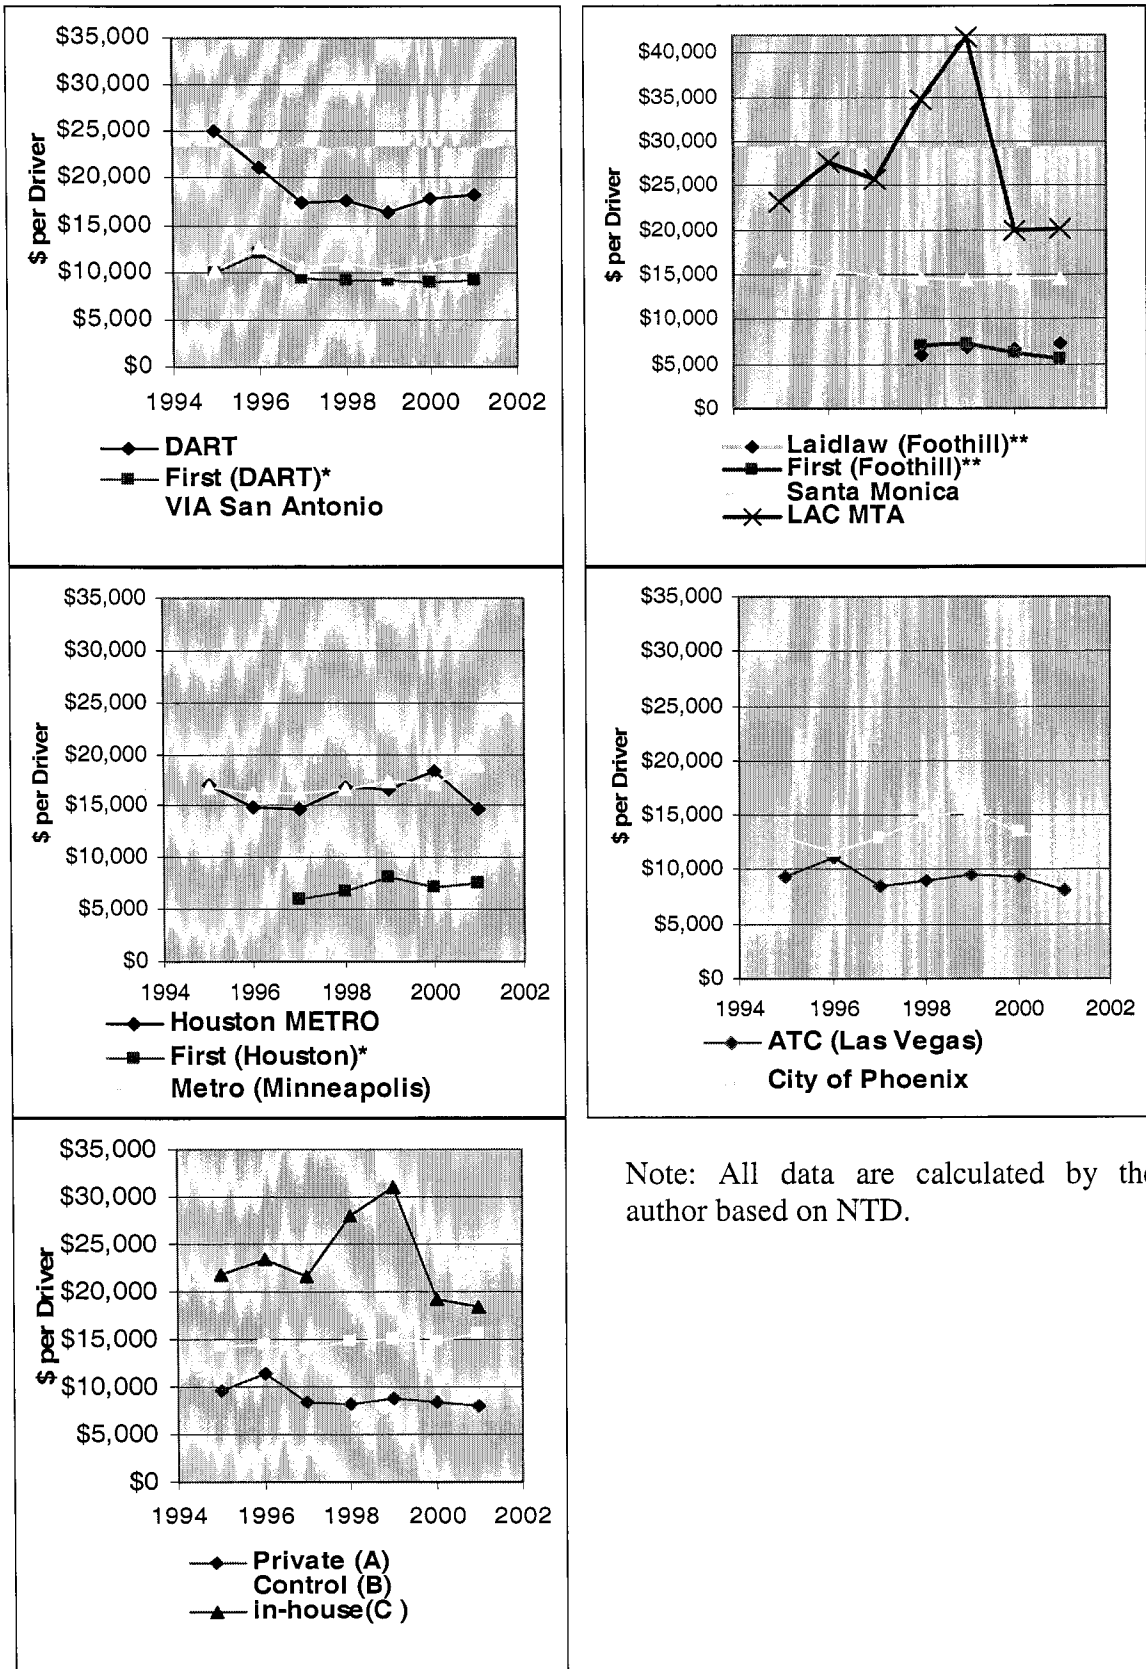 $35,000
$30,000
$25,000
$20,000
$15,000
$10,000
$5,000
$0
$ per Driver
1994 1996 1998 2000 2002
DART
First (DART)*
VIA San Antonio
$40,000
$35,000
$30,000
$25,000
$20,000
$15,000
$10,000
$5,000
$0
$ per Driver
Laidlaw (Foothill)**
First (Foothill)**
Santa Monica
LAC MTA
$35,000
$30,000
$25,000
$20,000
$15,000
$10,000
$5,000
$0
$ per Driver
1994 1996 1998 2000 2002
Houston METRO
First (Houston)*
Metro (Minneapolis)
$35,000
$30,000
$25,000
$20,000
$15,000
$10,000
$5,000
$0
$ per Driver
1994 1996 1998 2000 2002
ATC (Las Vegas)
City of Phoenix
$35,000
$30,000
$25,000
$20,000
$15,000
$10,000
$5,000
$0
$ per Driver
1994 1996 1998 2000 2002
Private (A)
Control (B)
in-house(C )
Note: All data are calculated by the
author based on NTD.